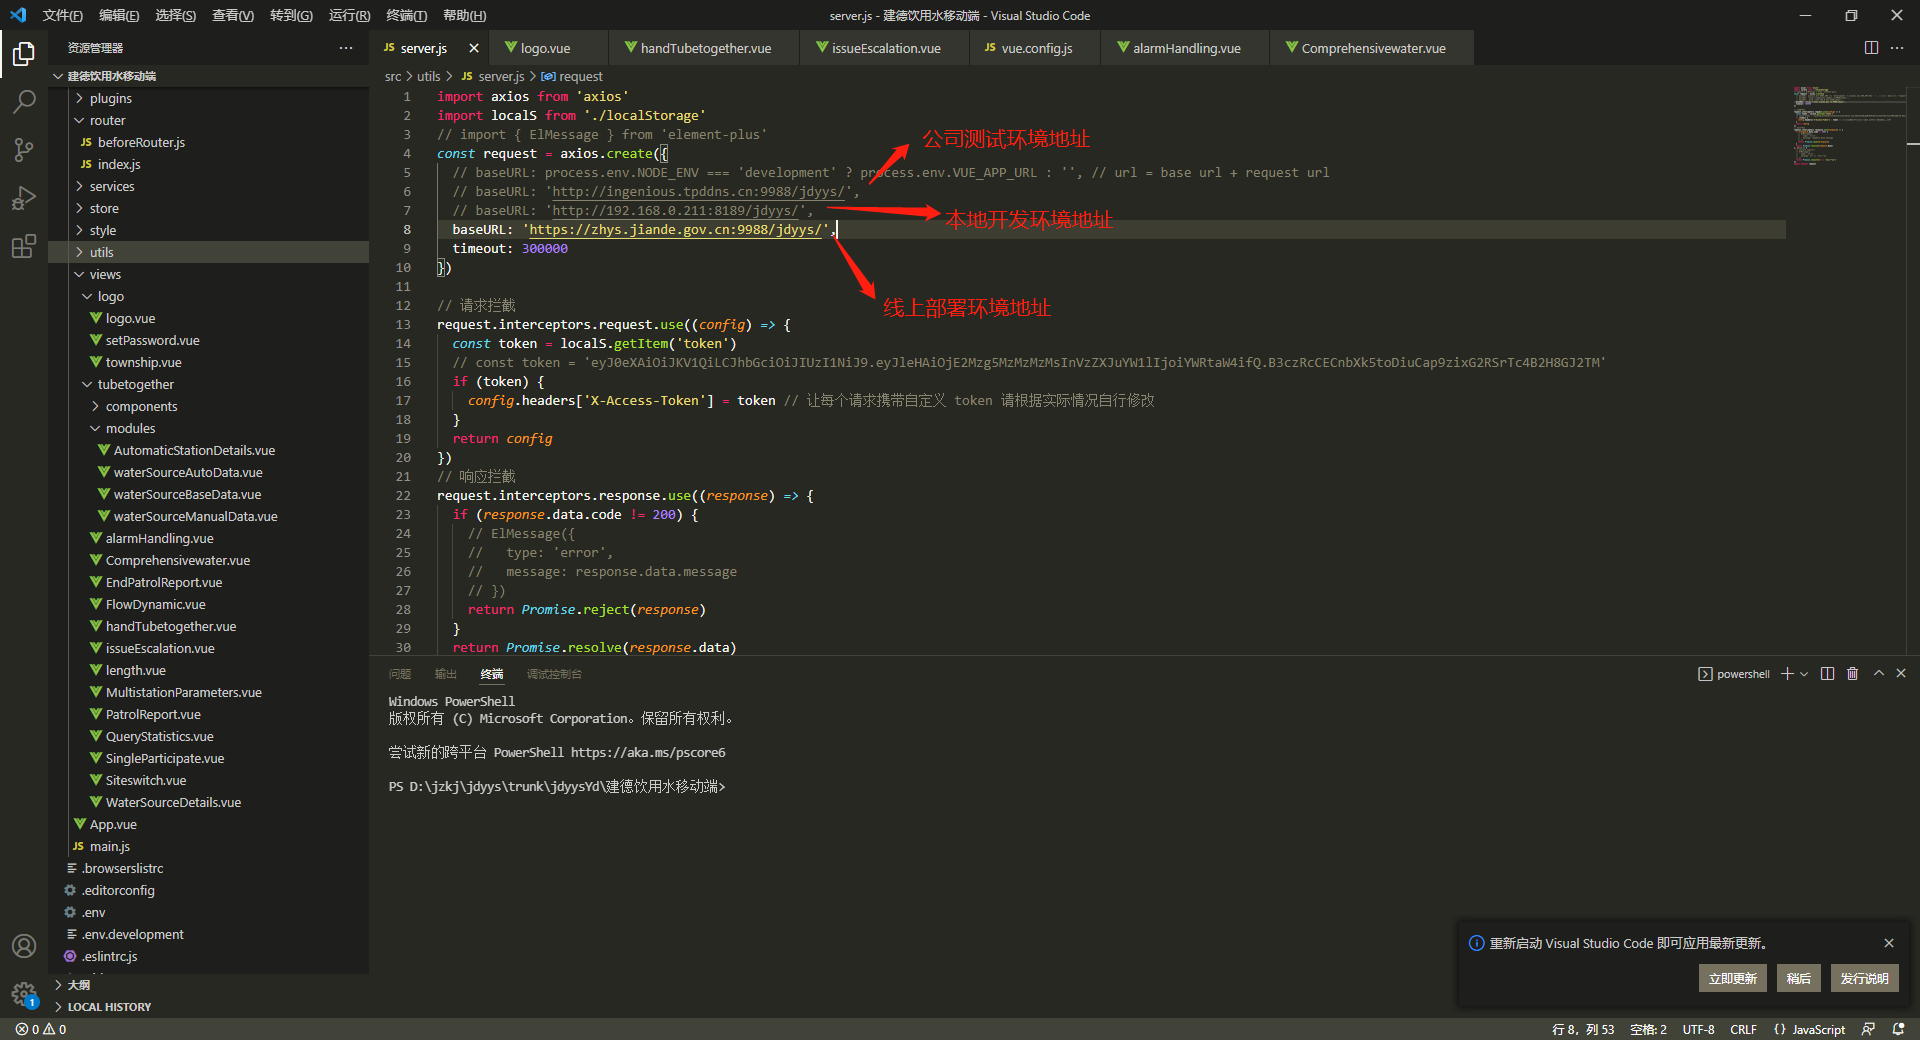 文件(F) 编辑(E) 选择(S) 查看(V) 转到(G) 运行(R) 终端(T) 帮助(H)
server.js - 建德饮用水移动端 - Visual Studio Code
资源管理器
建德饮用水移动端
plugins
router
JS beforeRouter.js
JS index.js
services
store
style
utils
views
logo
logo.vue
setPassword.vue
township.vue
tubetogether
components
modules
AutomaticStationDetails.vue
waterSourceAutoData.vue
waterSourceBaseData.vue
waterSourceManualData.vue
alarmHandling.vue
Comprehensivewater.vue
EndPatrolReport.vue
FlowDynamic.vue
handTubetogether.vue
issueEscalation.vue
length.vue
MultistationParameters.vue
PatrolReport.vue
QueryStatistics.vue
SingleParticipate.vue
Siteswitch.vue
WaterSourceDetails.vue
App.vue
JS main.js
.browserslistrc
.editorconfig
.env
.env.development
.eslintrc.js
大纲
LOCAL HISTORY
JS server.js
logo.vue
handTubetogether.vue
issueEscalation.vue
JS vue.config.js
alarmHandling.vue
Comprehensivewater.vue
src > utils > JS server.js > request
1 import axios from 'axios'
2 import localS from './localStorage'
3 // import { ElMessage } from 'element-plus'
4 const request = axios.create({
5 // baseURL: process.env.NODE_ENV === 'development' ? process.env.VUE_APP_URL : '', // url = base url + request url
6 // baseURL: 'http://ingenious.tpddns.cn:9988/jdyys/',
7 // baseURL: 'http://192.168.0.211:8189/jdyys/',
8 baseURL: 'https://zhys.jiande.gov.cn:9988/jdyys/',
9 timeout: 300000
10 })
11
12 // 请求拦截
13 request.interceptors.request.use((config) => {
14 const token = localS.getItem('token')
15 // const token = 'eyJ0eXAiOiJKV1QiLCJhbGciOiJIUzI1NiJ9.eyJleHAiOjE2Mzg5MzMzMzMsInVzZXJuYW1lIjoiYWRtaW4ifQ.B3czRcCECnbXk5toDiuCap9zixG2RSrTc4B2H8GJ2TM'
16 if (token) {
17 config.headers['X-Access-Token'] = token // 让每个请求携带自定义 token 请根据实际情况自行修改
18 }
19 return config
20 })
21 // 响应拦截
22 request.interceptors.response.use((response) => {
23 if (response.data.code != 200) {
24 // ElMessage({
25 // type: 'error',
26 // message: response.data.message
27 // })
28 return Promise.reject(response)
29 }
30 return Promise.resolve(response.data)
公司测试环境地址
本地开发环境地址
线上部署环境地址
问题 输出 终端 调试控制台
powershell
Windows PowerShell
版权所有 (C) Microsoft Corporation。保留所有权利。
尝试新的跨平台 PowerShell https://aka.ms/pscore6
PS D:\jzkj\jdyys\trunk\jdyysYd\建德饮用水移动端>
重新启动 Visual Studio Code 即可应用最新更新。
立即更新 稍后 发行说明
1
0 0
行 8，列 53 空格: 2 UTF-8 CRLF {} JavaScript